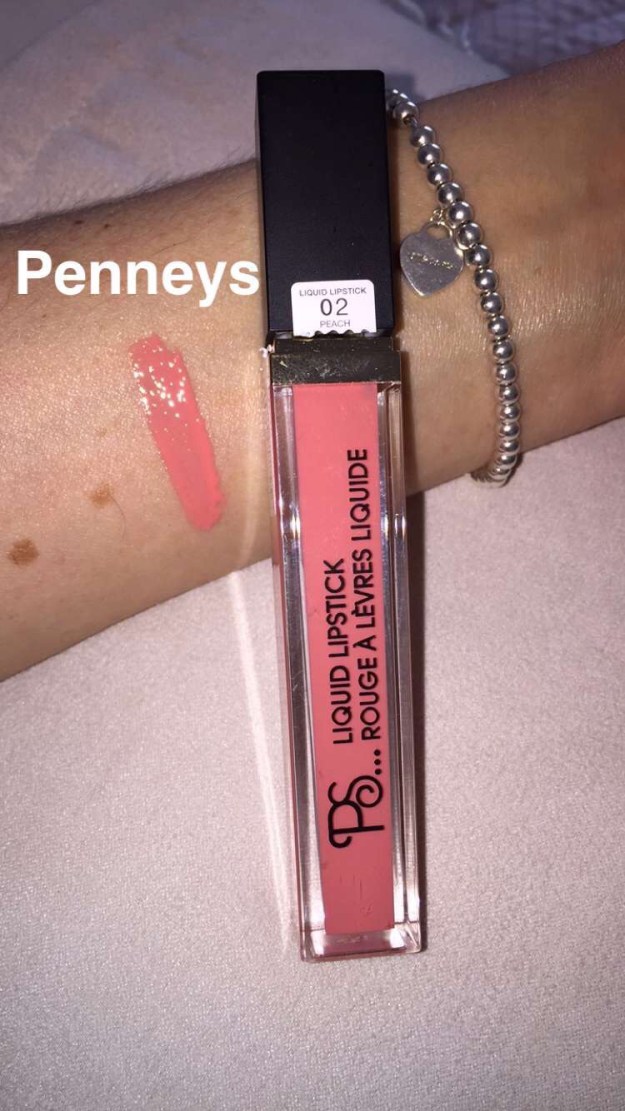 Penneys
LIQUID LIPSTICK
02
PEACH
PS...
LIQUID LIPSTICK
ROUGE À LÈVRES LIQUIDE